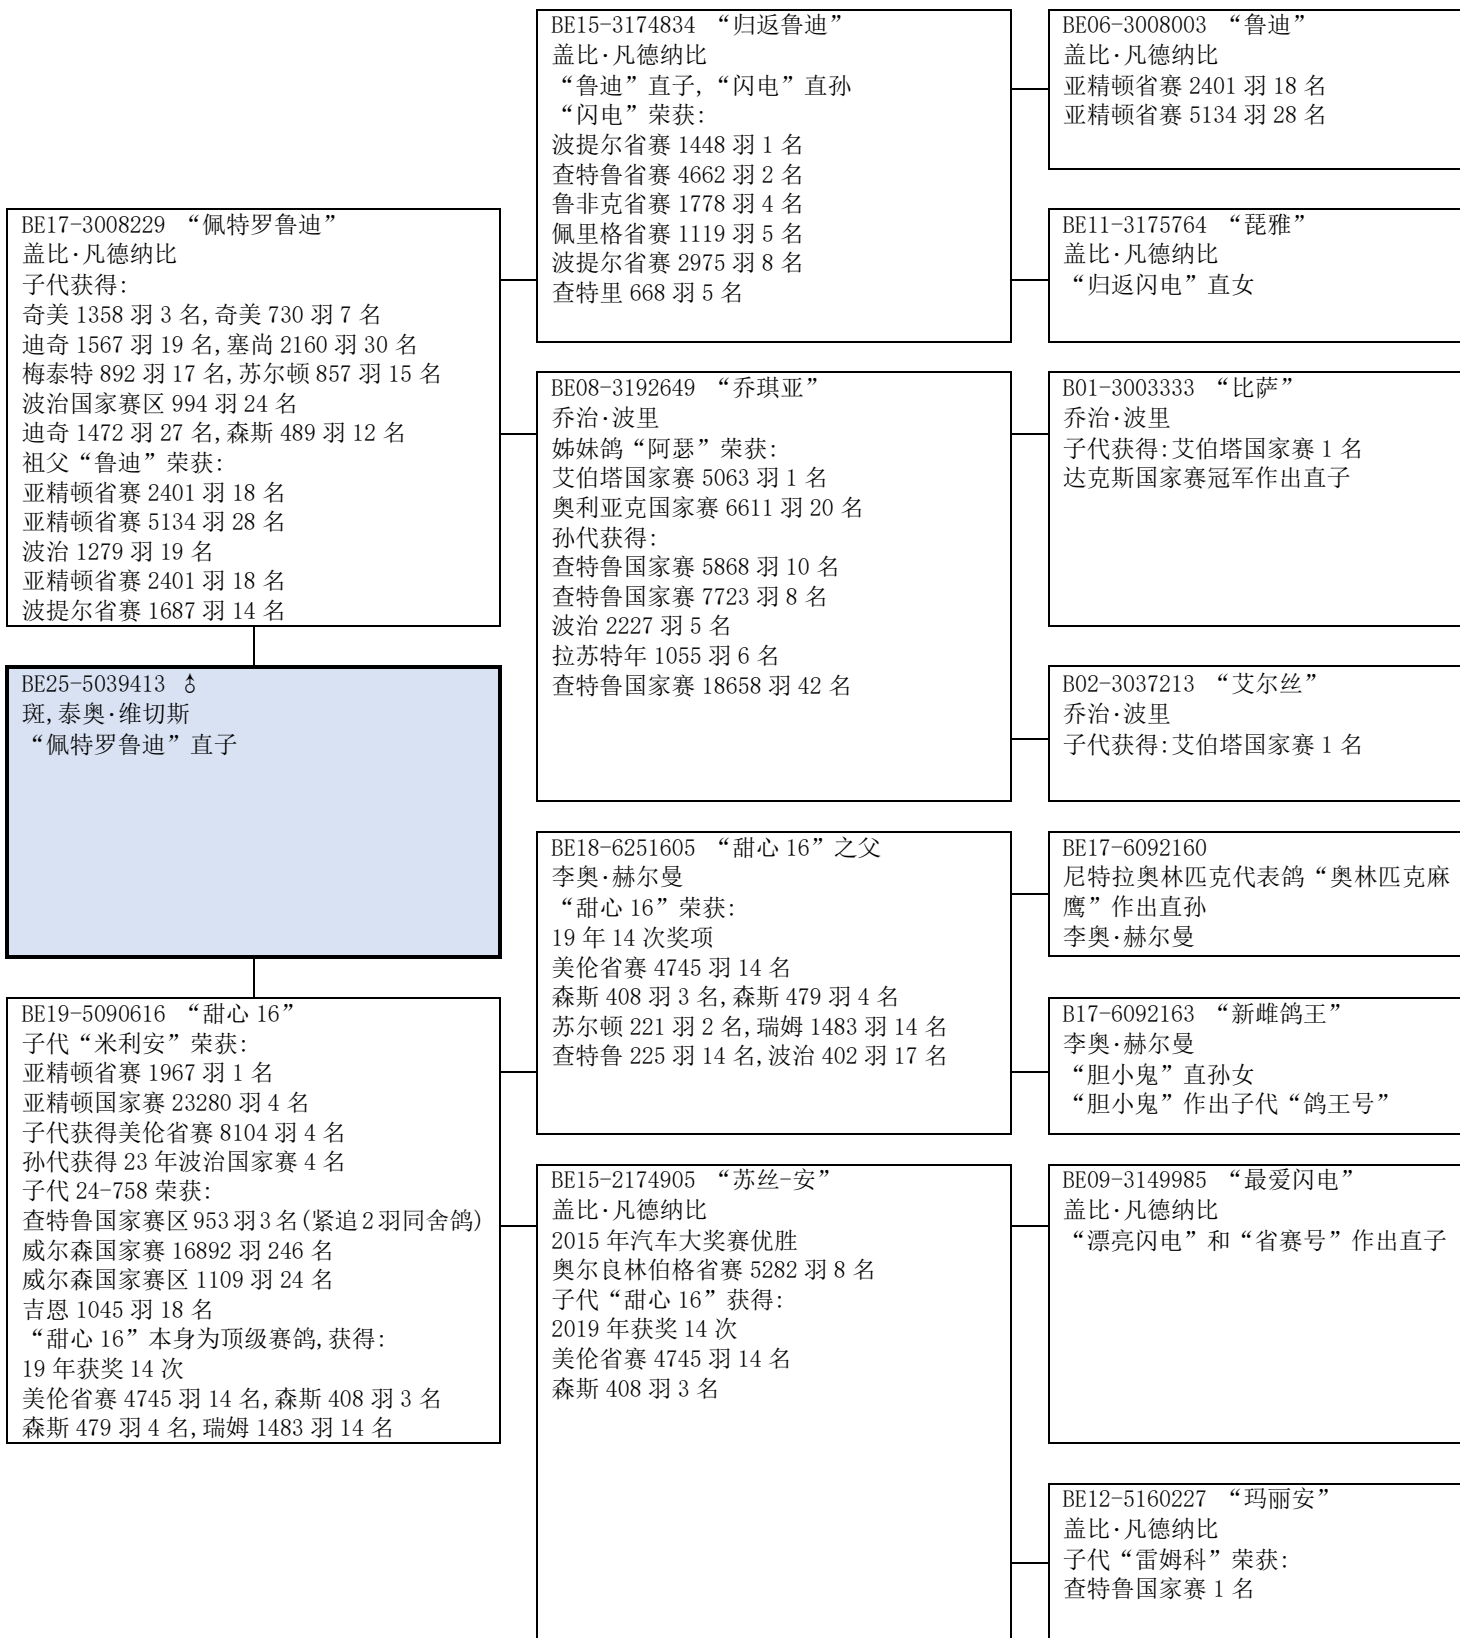 BE17-3008229 “佩特罗鲁迪”
盖比·凡德纳比
子代获得:
奇美 1358 羽 3 名,奇美 730 羽 7 名
迪奇 1567 羽 19 名,塞尚 2160 羽 30 名
梅泰特 892 羽 17 名,苏尔顿 857 羽 15 名
波治国家赛区 994 羽 24 名
迪奇 1472 羽 27 名,森斯 489 羽 12 名
祖父“鲁迪”荣获:
亚精顿省赛 2401 羽 18 名
亚精顿省赛 5134 羽 28 名
波治 1279 羽 19 名
亚精顿省赛 2401 羽 18 名
波提尔省赛 1687 羽 14 名
BE25-5039413 ♂
斑,泰奥·维切斯
“佩特罗鲁迪”直子
BE19-5090616 “甜心 16”
子代“米利安”荣获:
亚精顿省赛 1967 羽 1 名
亚精顿国家赛 23280 羽 4 名
子代获得美伦省赛 8104 羽 4 名
孙代获得 23 年波治国家赛 4 名
子代 24-758 荣获:
查特鲁国家赛区 953 羽 3 名(紧追 2 羽同舍鸽)
威尔森国家赛 16892 羽 246 名
威尔森国家赛区 1109 羽 24 名
吉恩 1045 羽 18 名
“甜心 16”本身为顶级赛鸽,获得:
19 年获奖 14 次
美伦省赛 4745 羽 14 名,森斯 408 羽 3 名
森斯 479 羽 4 名,瑞姆 1483 羽 14 名
BE15-3174834 “归返鲁迪”
盖比·凡德纳比
“鲁迪”直子,“闪电”直孙
“闪电”荣获:
波提尔省赛 1448 羽 1 名
查特鲁省赛 4662 羽 2 名
鲁非克省赛 1778 羽 4 名
佩里格省赛 1119 羽 5 名
波提尔省赛 2975 羽 8 名
查特里 668 羽 5 名
BE08-3192649 “乔琪亚”
乔治·波里
姊妹鸽“阿瑟”荣获:
艾伯塔国家赛 5063 羽 1 名
奥利亚克国家赛 6611 羽 20 名
孙代获得:
查特鲁国家赛 5868 羽 10 名
查特鲁国家赛 7723 羽 8 名
波治 2227 羽 5 名
拉苏特年 1055 羽 6 名
查特鲁国家赛 18658 羽 42 名
BE18-6251605 “甜心 16”之父
李奥·赫尔曼
“甜心 16”荣获:
19 年 14 次奖项
美伦省赛 4745 羽 14 名
森斯 408 羽 3 名,森斯 479 羽 4 名
苏尔顿 221 羽 2 名,瑞姆 1483 羽 14 名
查特鲁 225 羽 14 名,波治 402 羽 17 名
BE15-2174905 “苏丝-安”
盖比·凡德纳比
2015 年汽车大奖赛优胜
奥尔良林伯格省赛 5282 羽 8 名
子代“甜心 16”获得:
2019 年获奖 14 次
美伦省赛 4745 羽 14 名
森斯 408 羽 3 名
BE06-3008003 “鲁迪”
盖比·凡德纳比
亚精顿省赛 2401 羽 18 名
亚精顿省赛 5134 羽 28 名
BE11-3175764 “琵雅”
盖比·凡德纳比
“归返闪电”直女
B01-3003333 “比萨”
乔治·波里
子代获得:艾伯塔国家赛 1 名
达克斯国家赛冠军作出直子
B02-3037213 “艾尔丝”
乔治·波里
子代获得:艾伯塔国家赛 1 名
BE17-6092160
尼特拉奥林匹克代表鸽“奥林匹克麻
鹰”作出直孙
李奥·赫尔曼
B17-6092163 “新雌鸽王”
李奥·赫尔曼
“胆小鬼”直孙女
“胆小鬼”作出子代“鸽王号”
BE09-3149985 “最爱闪电”
盖比·凡德纳比
“漂亮闪电”和“省赛号”作出直子
BE12-5160227 “玛丽安”
盖比·凡德纳比
子代“雷姆科”荣获:
查特鲁国家赛 1 名